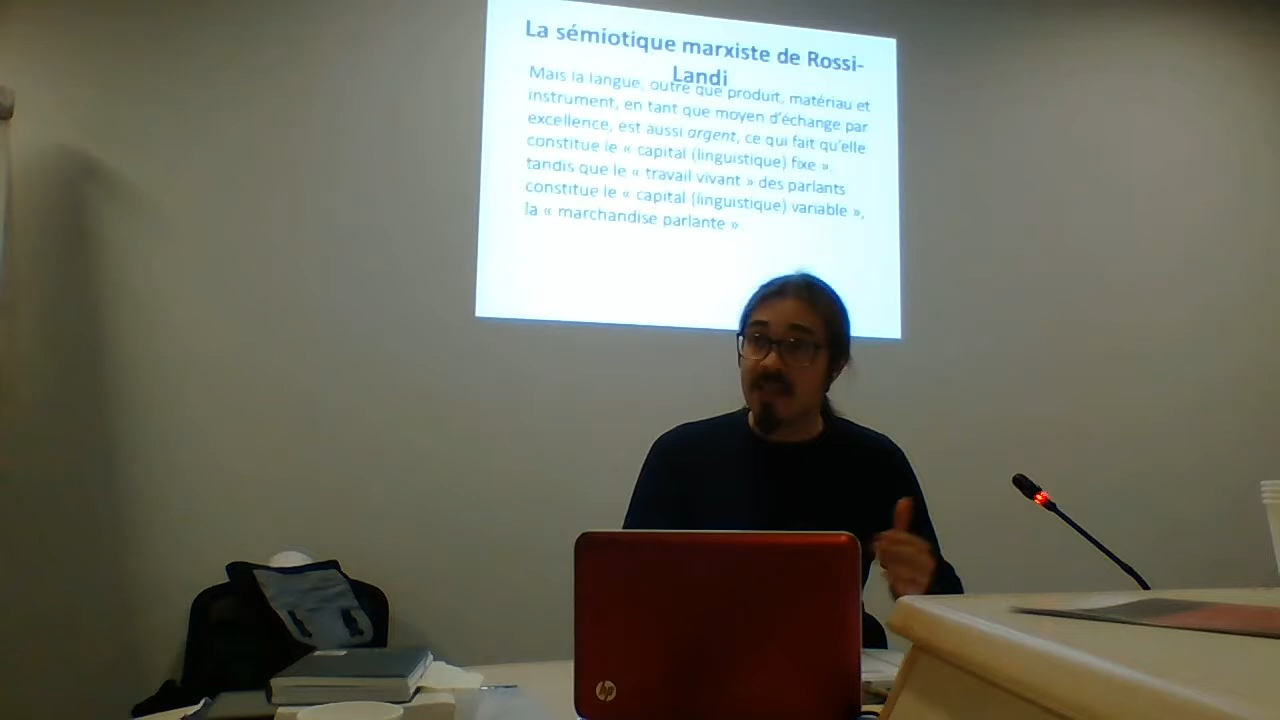 La sémiotique marxiste de Rossi-
Landi
Mais la langue, outre que produit, matériau et
instrument, en tant que moyen d'échange par
excellence, est aussi argent, ce qui fait qu'elle
constitue le « capital (linguistique) fixe ».
tandis que le « travail vivant » des parlants
constitue le « capital (linguistique) variable »,
la « marchandise parlante »
hp